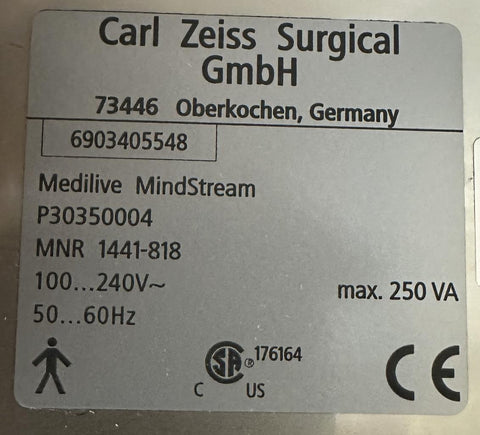 Carl Zeiss Surgical
GmbH
73446 Oberkochen, Germany
6903405548
Medilive MindStream
P30350004
MNR 1441-818
100...240V~
max. 250 VA
50...60Hz
SA ® 176164
C US
CE